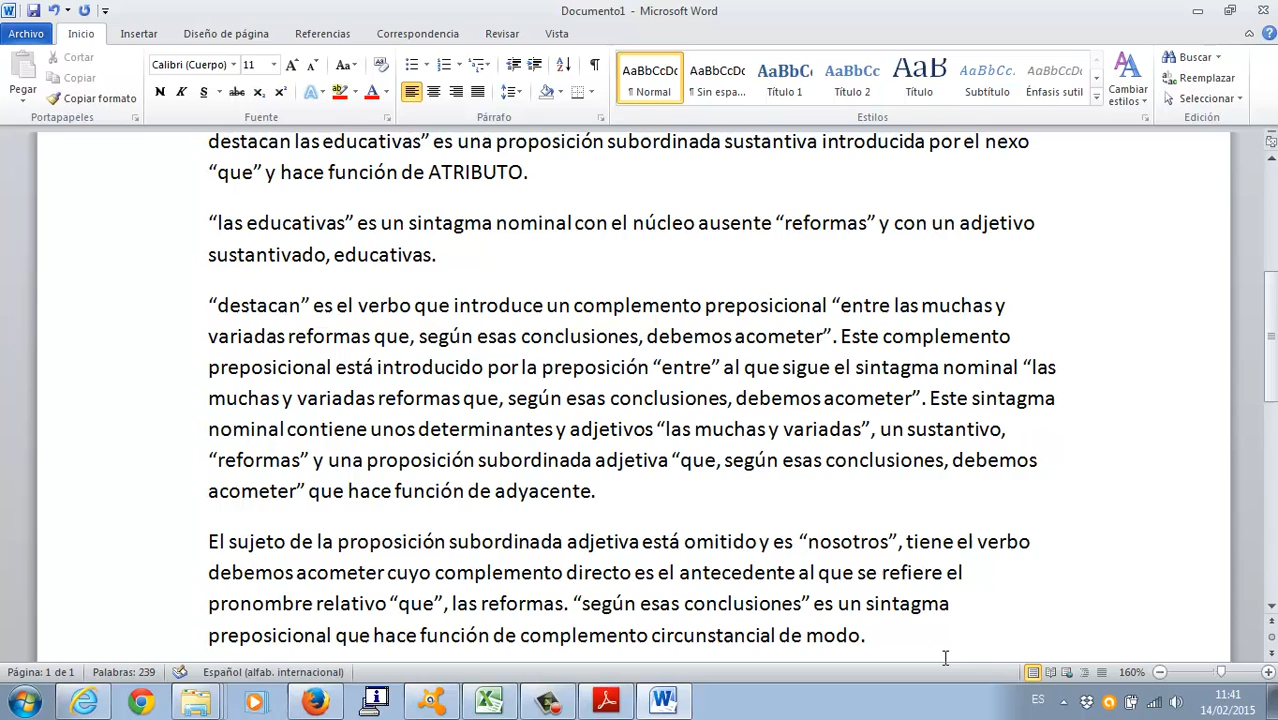 Documento1 - Microsoft Word
Archivo Inicio Insertar Diseño de página Referencias Correspondencia Revisar Vista
Pegar
Cortar
Copiar
Copiar formato
Portapapeles
Calibri (Cuerpo) 11 Aa
N K S abc x₂ x² A ab A
Fuente
Párrafo
AaBbCcDc AaBbCcDc AaBbC AaBbCc AaB AaBbCc. AaBbCcDc
¶ Normal ¶ Sin espa... Título 1 Título 2 Título Subtítulo Énfasis sutil
Estilos
Cambiar estilos
Buscar
Reemplazar
Seleccionar
Edición
destacan las educativas” es una proposición subordinada sustantiva introducida por el nexo
“que” y hace función de ATRIBUTO.
“las educativas” es un sintagma nominal con el núcleo ausente “reformas” y con un adjetivo
sustantivado, educativas.
“destacan” es el verbo que introduce un complemento preposicional “entre las muchas y
variadas reformas que, según esas conclusiones, debemos acometer”. Este complemento
preposicional está introducido por la preposición “entre” al que sigue el sintagma nominal “las
muchas y variadas reformas que, según esas conclusiones, debemos acometer”. Este sintagma
nominal contiene unos determinantes y adjetivos “las muchas y variadas”, un sustantivo,
“reformas” y una proposición subordinada adjetiva “que, según esas conclusiones, debemos
acometer” que hace función de adyacente.
El sujeto de la proposición subordinada adjetiva está omitido y es “nosotros”, tiene el verbo
debemos acometer cuyo complemento directo es el antecedente al que se refiere el
pronombre relativo “que”, las reformas. “según esas conclusiones” es un sintagma
preposicional que hace función de complemento circunstancial de modo.
Página: 1 de 1 Palabras: 239 Español (alfab. internacional) 160%
ES 11:41
14/02/2015